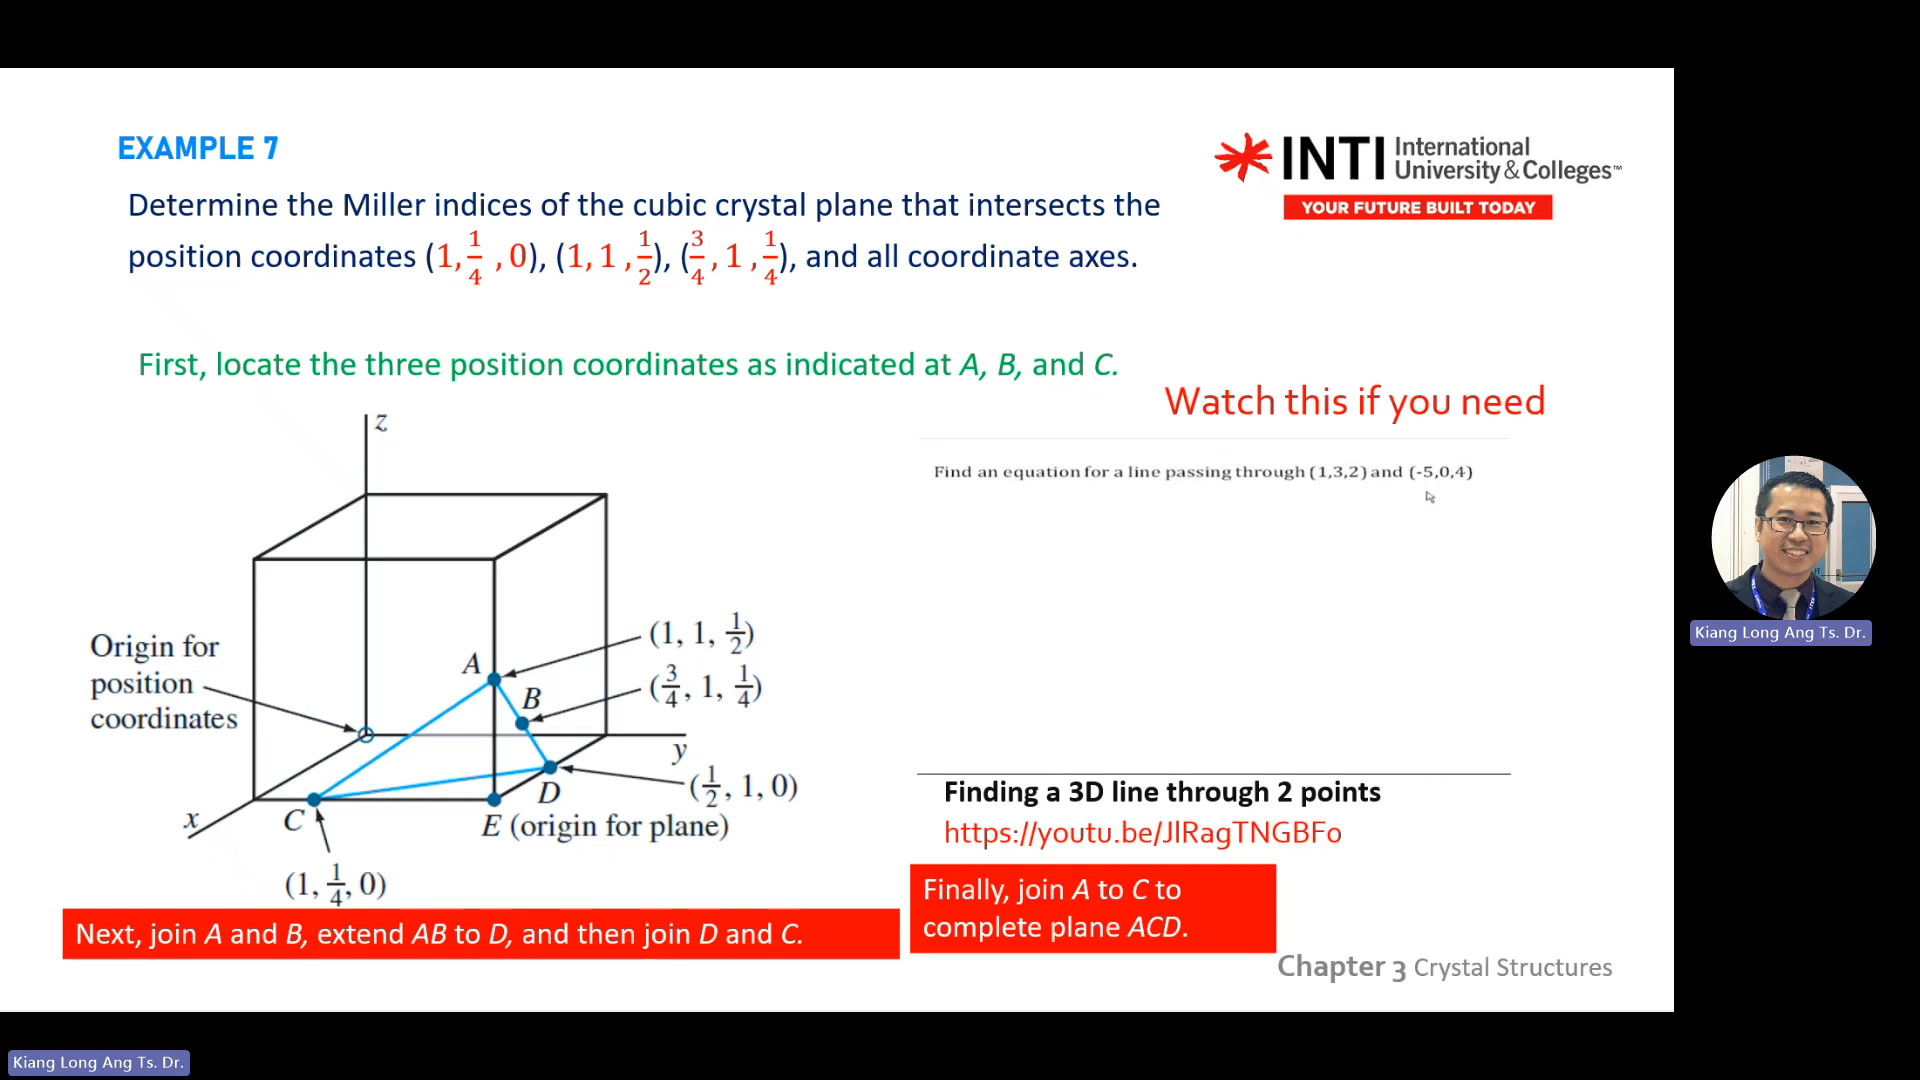 EXAMPLE 7
INTI International University & Colleges™
YOUR FUTURE BUILT TODAY
Determine the Miller indices of the cubic crystal plane that intersects the
position coordinates (1, 1/4 , 0), (1, 1 , 1/2), (3/4 , 1 , 1/4), and all coordinate axes.
First, locate the three position coordinates as indicated at A, B, and C.
Watch this if you need
Find an equation for a line passing through (1,3,2) and (-5,0,4)
z
Origin for
position
coordinates
A
(1, 1, 1/2)
B
(3/4, 1, 1/4)
y
D
(1/2, 1, 0)
x
C
E (origin for plane)
(1, 1/4, 0)
Finding a 3D line through 2 points
https://youtu.be/JlRagTNGBFo
Next, join A and B, extend AB to D, and then join D and C.
Finally, join A to C to
complete plane ACD.
Chapter 3 Crystal Structures
Kiang Long Ang Ts. Dr.
Kiang Long Ang Ts. Dr.